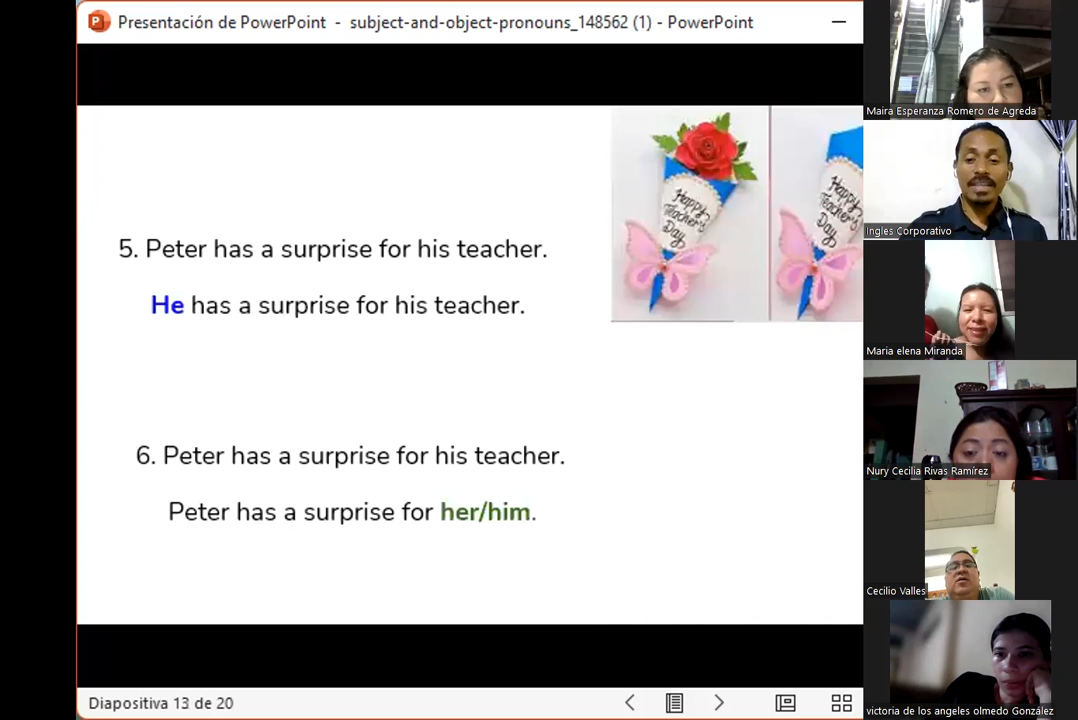 Presentación de PowerPoint - subject-and-object-pronouns_148562 (1) - PowerPoint
5. Peter has a surprise for his teacher.
He has a surprise for his teacher.
Happy
Teacher's
Day
Happy
Teacher's
Day
6. Peter has a surprise for his teacher.
Peter has a surprise for her/him.
Diapositiva 13 de 20
Maira Esperanza Romero de Agreda
Ingles Corporativo
Maria elena Miranda
Nury Cecilia Rivas Ramírez
Cecilio Valles
victoria de los angeles olmedo González